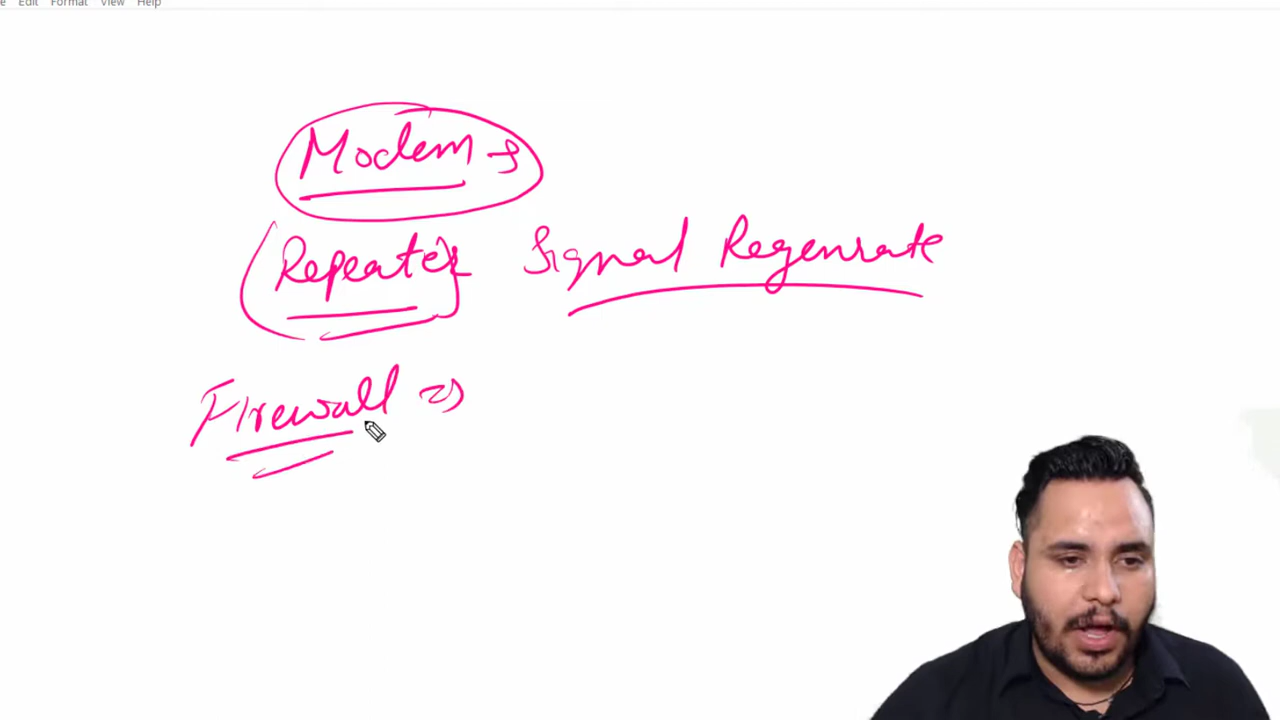 Edit Format View Help
Modem →
Repeater Signal Regenrate
Firewall ⇒